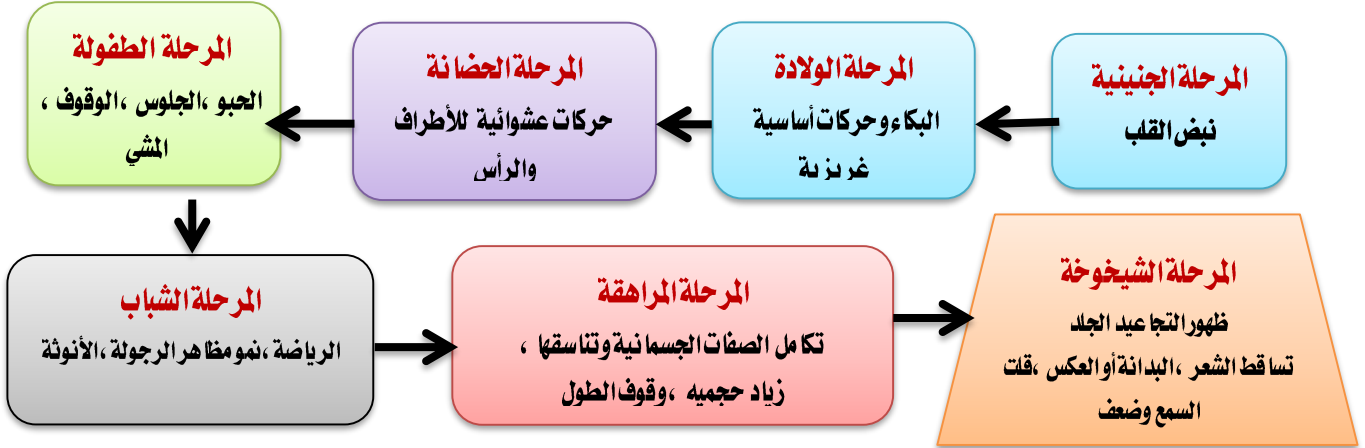 المرحلة الجنينية
نبض القلب
المرحلة الولادة
البكاء وحركات أساسية
غريزية
المرحلة الحضانة
حركات عشوائية للأطراف
والرأس
المرحلة الطفولة
الحبو ،الجلوس ،الوقوف ،
المشي
المرحلة الشباب
الرياضة ،نمو مظاهر الرجولة ،الأنوثة
المرحلة المراهقة
تكامل الصفات الجسمانية وتناسقها ،
زياد حجميه ،وقوف الطول
المرحلة الشيخوخة
ظهور التجاعيد الجلد
تساقط الشعر ،البدانة أو العكس ،قلت
السمع وضعف